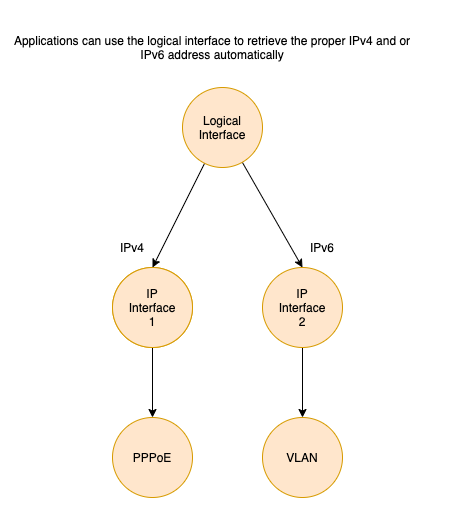 Applications can use the logical interface to retrieve the proper IPv4 and or
IPv6 address automatically
Logical
Interface
IPv4
IPv6
IP
Interface
1
IP
Interface
2
PPPoE
VLAN